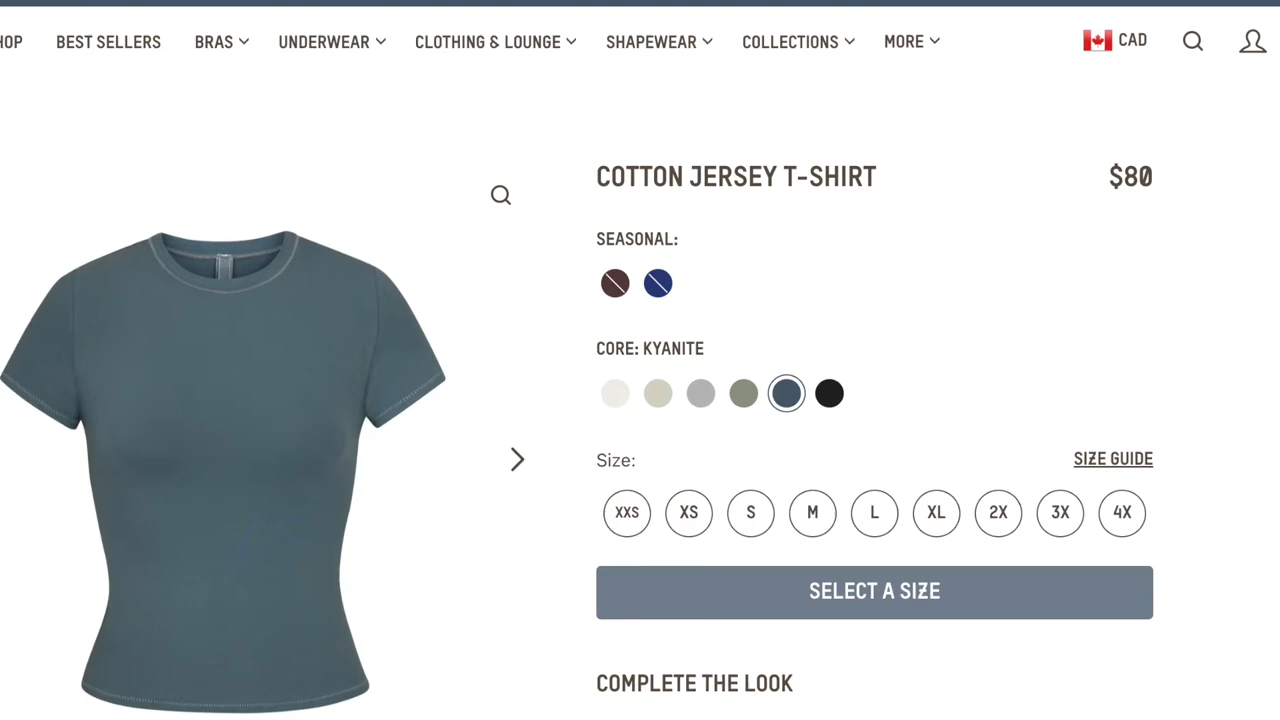 BEST SELLERS BRAS UNDERWEAR CLOTHING & LOUNGE SHAPEWEAR COLLECTIONS MORE CAD
COTTON JERSEY T-SHIRT $80
SEASONAL:
CORE: KYANITE
Size: SIZE GUIDE
XXS XS S M L XL 2X 3X 4X
SELECT A SIZE
COMPLETE THE LOOK